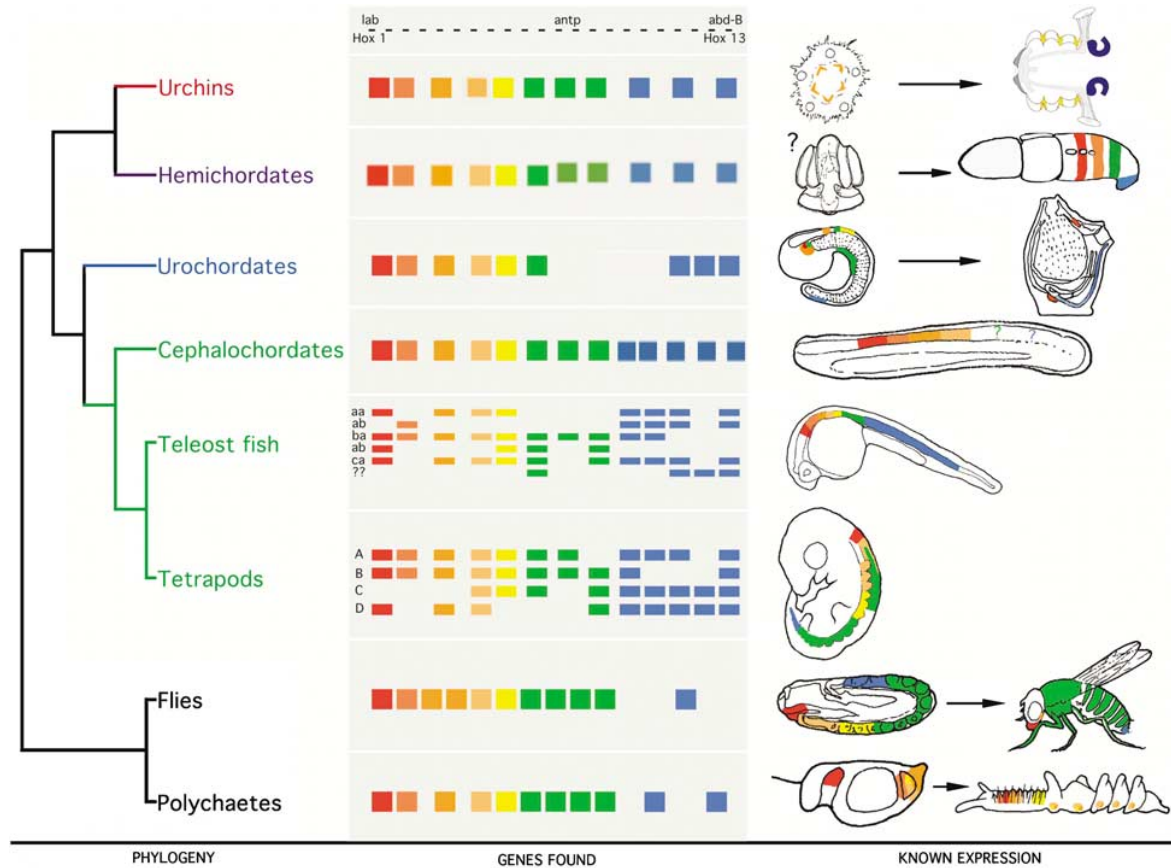 lab antp abd-B
Hox 1 Hox 13
Urchins
?
Hemichordates
Urochordates
Cephalochordates
? ?
aa
ab
ba
Teleost fish
ab
ca
??
A
B
Tetrapods
C
D
Flies
Polychaetes
PHYLOGENY GENES FOUND KNOWN EXPRESSION